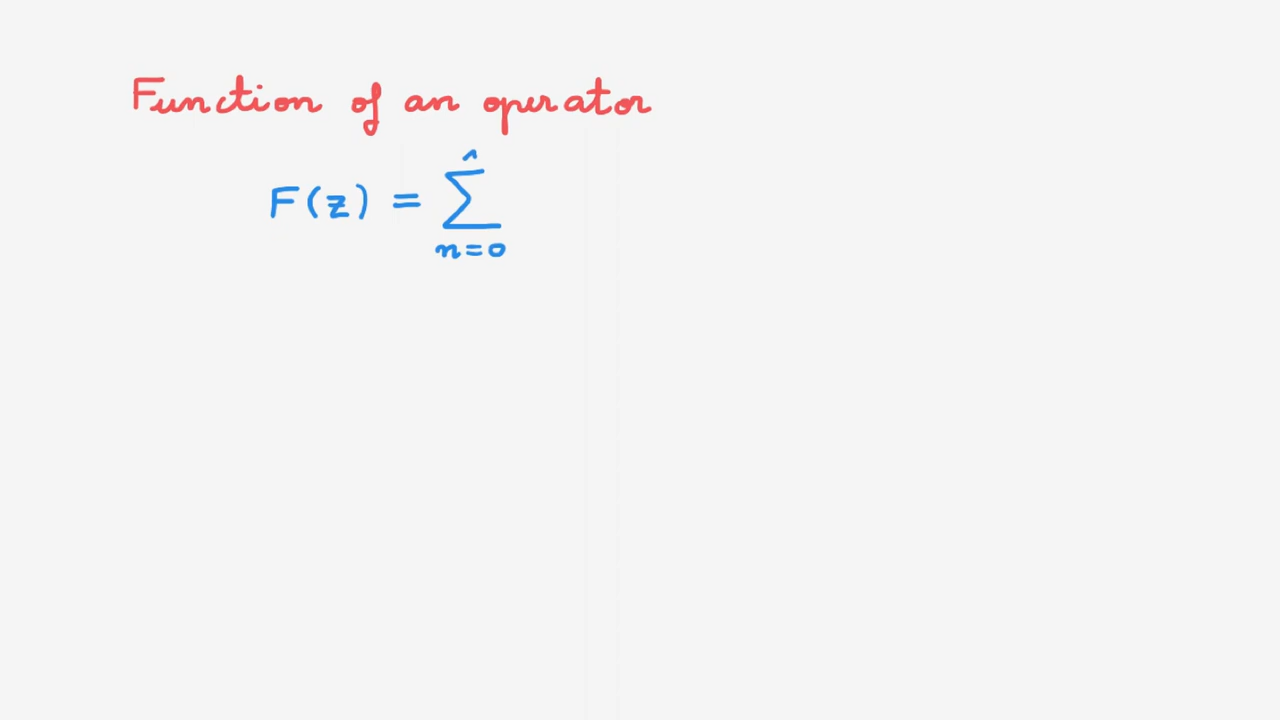 Function of an operator
F(z) = ∑
n=0